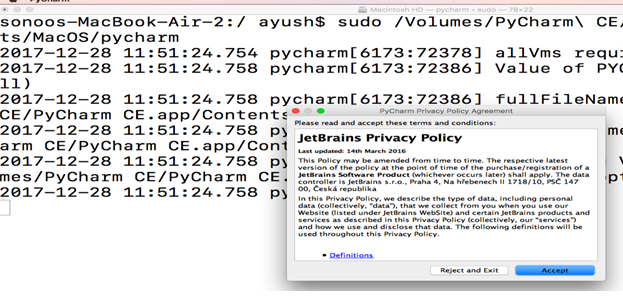 PyCharm
Macintosh HD — pycharm • sudo — 78×22
sonoos-MacBook-Air-2:/ ayush$ sudo /Volumes/PyCharm\ CE/
ts/MacOS/pycharm
2017-12-28 11:51:24.754 pycharm[6173:72378] allVms requi
2017-12-28 11:51:24.758 pycharm[6173:72386] Value of PYC
ll)
2017-12-28 11:51:24.758 pycharm[6173:72386] fullFileName
CE/PyCharm CE.app/Contents
2017-12-28 11:51:24.758
arm CE/PyCharm CE.app/Con
2017-12-28 11:51:24.758
mes/PyCharm CE/PyCharm CE.
2017-12-28 11:51:24.758
PyCharm Privacy Policy Agreement
Please read and accept these terms and conditions:
JetBrains Privacy Policy
Last updated: 14th March 2016
This Policy may be amended from time to time. The respective latest
version of the policy at the point of time of the purchase/registration of a
JetBrains Software Product (whichever occurs later) shall apply. The data
controller is JetBrains s.r.o., Praha 4, Na hřebenech II 1718/10, PSČ 147
00, Česká republika
In this Privacy Policy, we describe the type of data, including personal
data (collectively, "data"), that we collect from you when you use our
Website (listed under JetBrains WebSite) and certain JetBrains products and
services as described in this Privacy Policy (collectively, our "services")
and how we use and disclose that data. The following definitions will be
used throughout this Privacy Policy.
• Definitions
Reject and Exit
Accept